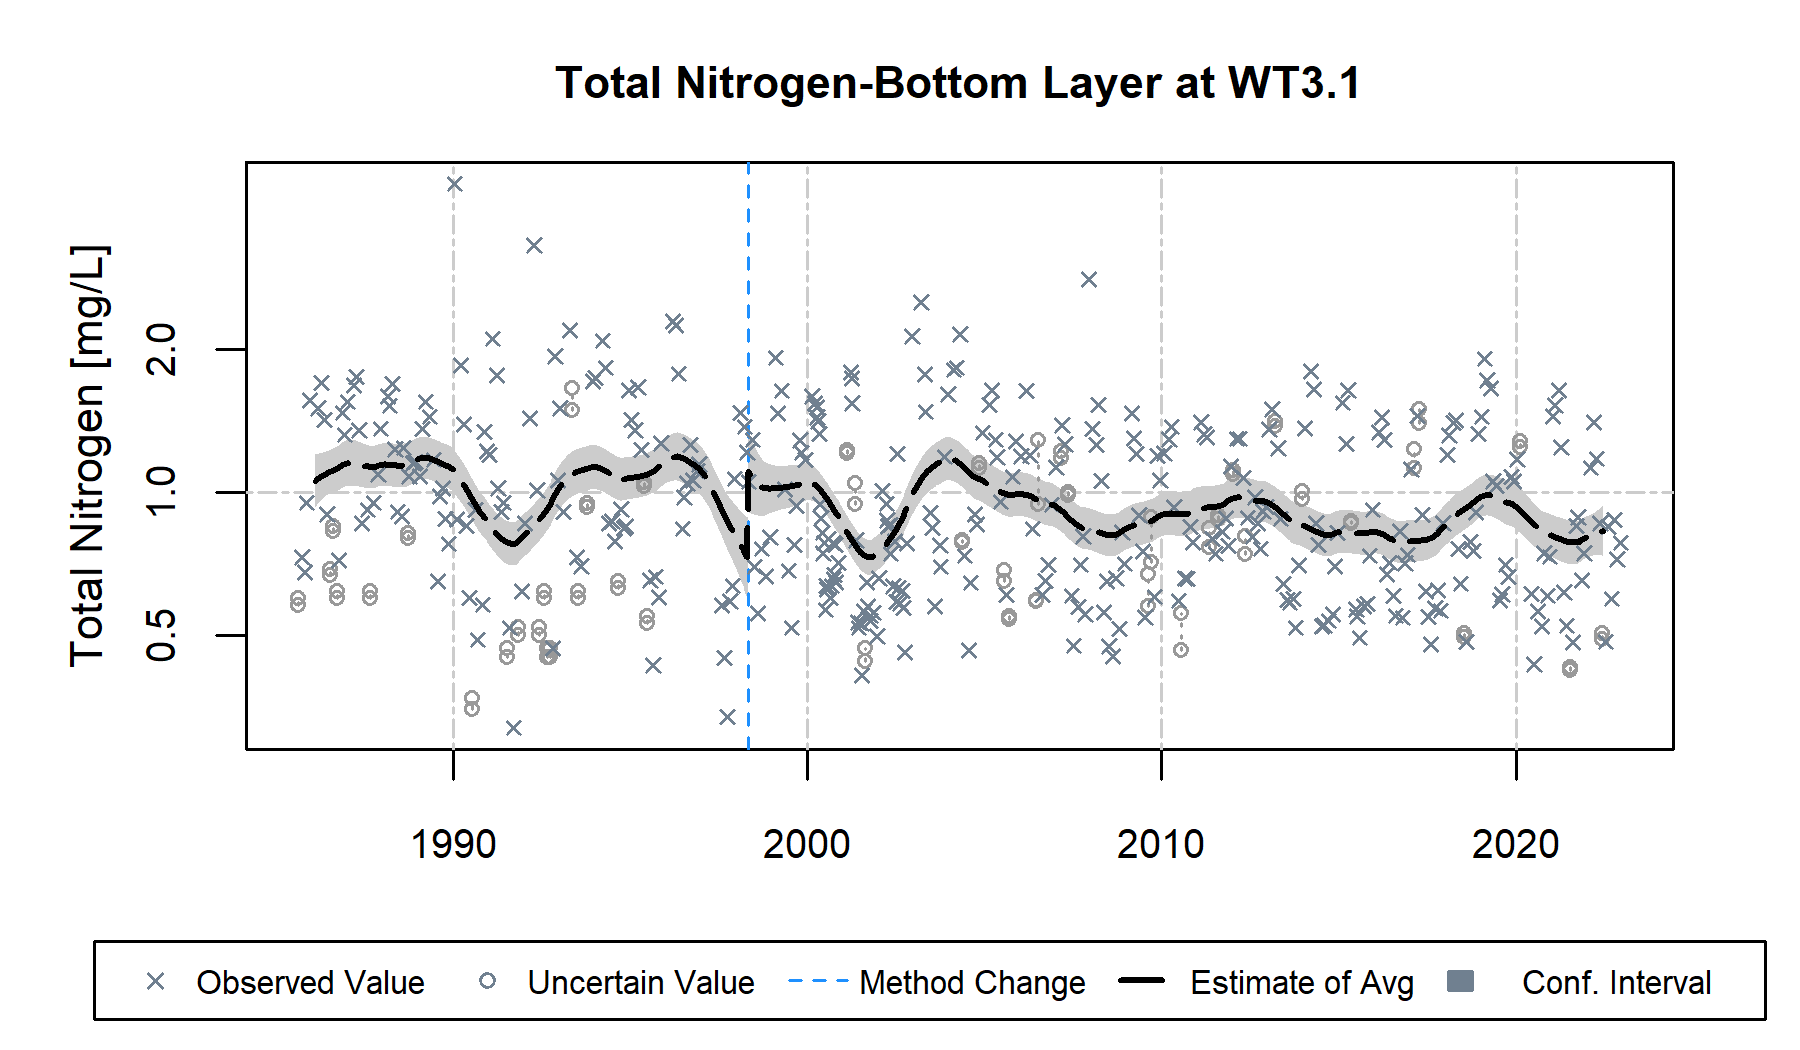 Total Nitrogen-Bottom Layer at WT3.1
Total Nitrogen [mg/L]
2.0
1.0
0.5
1990 2000 2010 2020
Observed Value Uncertain Value Method Change Estimate of Avg Conf. Interval